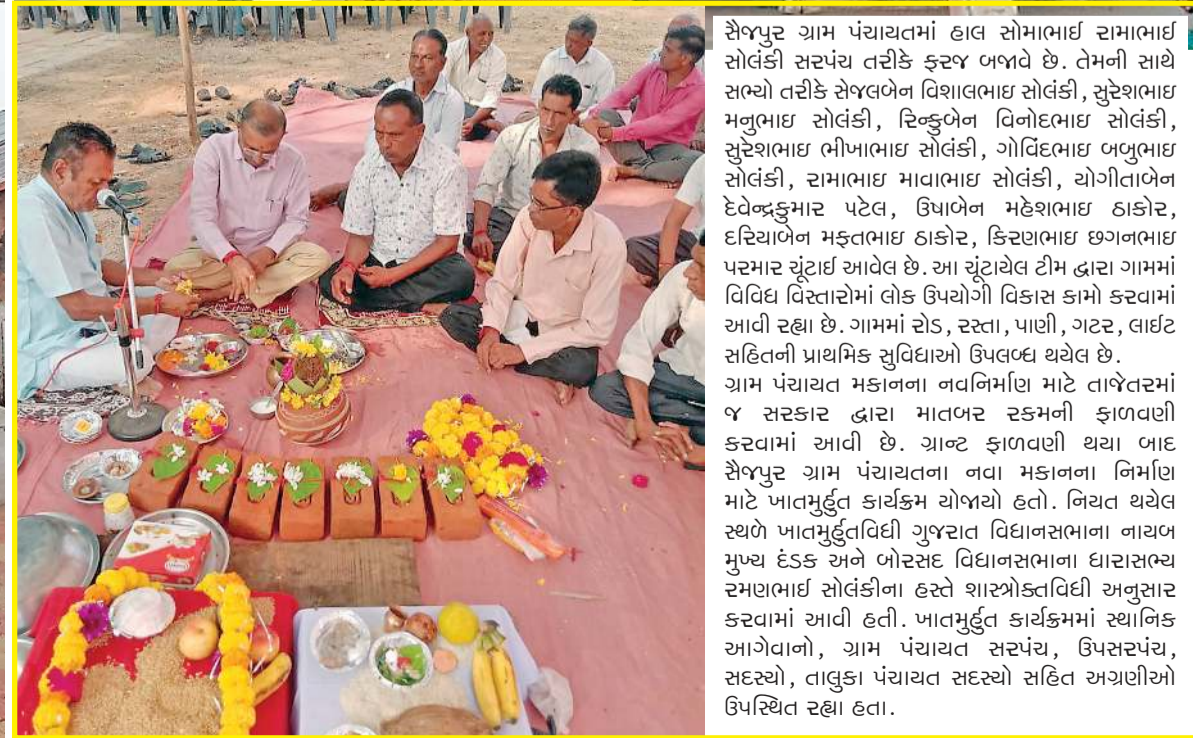 સૈજપુર ગ્રામ પંચાયતમાં હાલ સોમાભાઈ રામાભાઈ
સોલંકી સરપંચ તરીકે ફરજ બજાવે છે. તેમની સાથે
સભ્યો તરીકે સેજલબેન વિશાલભાઇ સોલંકી, સુરેશભાઇ
મનુભાઇ સોલંકી, રિન્કુબેન વિનોદભાઇ સોલંકી,
સુરેશભાઇ ભીખાભાઇ સોલંકી, ગોવિંદભાઇ બબુભાઇ
સોલંકી, રામાભાઇ માવાભાઇ સોલંકી, યોગીતાબેન
દેવેન્દ્રકુમાર પટેલ, ઉષાબેન મહેશભાઇ ઠાકોર,
દરિયાબેન મફતભાઇ ઠાકોર, કિરણભાઇ છગનભાઇ
પરમાર ચૂંટાઈ આવેલ છે. આ ચૂંટાયેલ ટીમ દ્વારા ગામમાં
વિવિધ વિસ્તારોમાં લોક ઉપયોગી વિકાસ કામો કરવામાં
આવી રહ્યા છે. ગામમાં રોડ, રસ્તા, પાણી, ગટર, લાઈટ
સહિતની પ્રાથમિક સુવિધાઓ ઉપલબ્ધ થયેલ છે.
ગ્રામ પંચાયત મકાનના નવનિર્માણ માટે તાજેતરમાં
જ સરકાર દ્વારા માતબર રકમની ફાળવણી
કરવામાં આવી છે. ગ્રાન્ટ ફાળવણી થયા બાદ
સૈજપુર ગ્રામ પંચાયતના નવા મકાનના નિર્માણ
માટે ખાતમુર્હુત કાર્યક્રમ યોજાયો હતો. નિયત થયેલ
સ્થળે ખાતમુર્હુતવિધી ગુજરાત વિધાનસભાના નાયબ
મુખ્ય દંડક અને બોરસદ વિધાનસભાના ધારાસભ્ય
રમણભાઈ સોલંકીના હસ્તે શાસ્ત્રોક્તવિધી અનુસાર
કરવામાં આવી હતી. ખાતમુર્હુત કાર્યક્રમમાં સ્થાનિક
આગેવાનો, ગ્રામ પંચાયત સરપંચ, ઉપસરપંચ,
સદસ્યો, તાલુકા પંચાયત સદસ્યો સહિત અગ્રણીઓ
ઉપસ્થિત રહ્યા હતા.